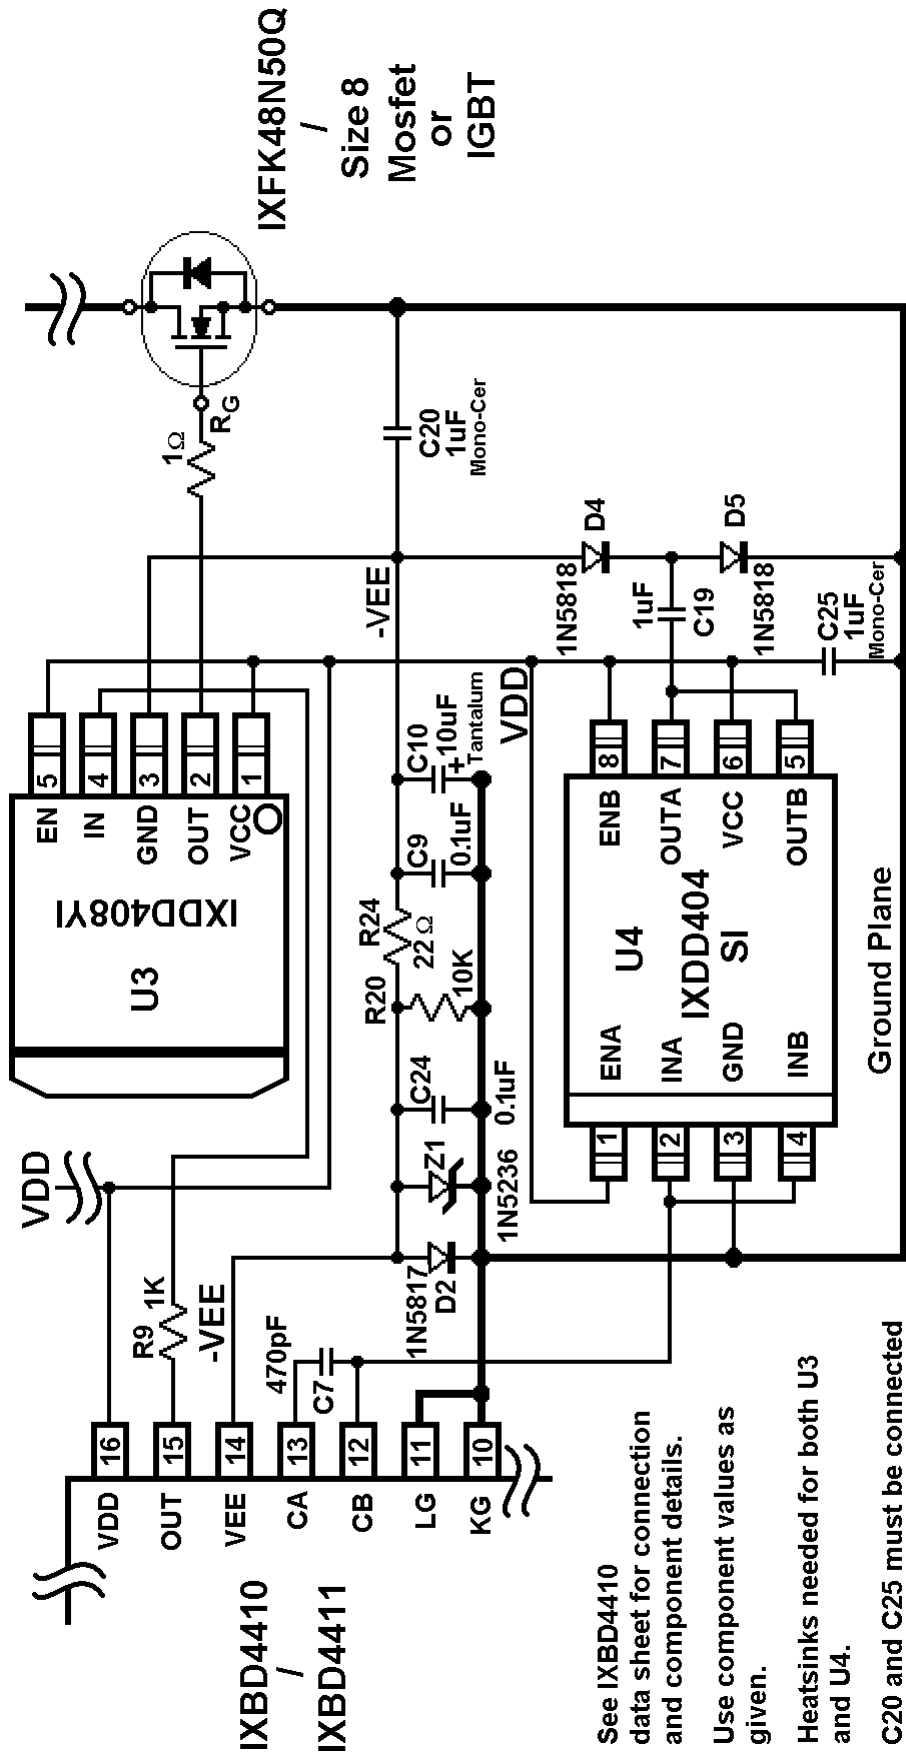 IXBD4410
/
IXBD4411
VDD
16
OUT
15
VEE
14
CA
13
CB
12
LG
11
KG
10
R9
1K
-VEE
470pF
C7
VDD
1N5817
D2
Z1
1N5236
C24
0.1uF
R20
10K
R24
22Ω
C9
0.1uF
C10
10uF
+
Tantalum
-VEE
U3
IXDD408YI
EN
5
IN
4
GND
3
OUT
2
VCC
1
1Ω
RG
IXFK48N50Q
/
Size 8
Mosfet
or
IGBT
C20
1uF
Mono-Cer
VDD
1N5818
D4
1uF
C19
1N5818
D5
C25
1uF
Mono-Cer
U4
IXDD404
SI
1
ENA
2
INA
3
GND
4
INB
ENB
8
OUTA
7
VCC
6
OUTB
5
Ground Plane
See IXBD4410
data sheet for connection
and component details.
Use component values as
given.
Heatsinks needed for both U3
and U4.
C20 and C25 must be connected